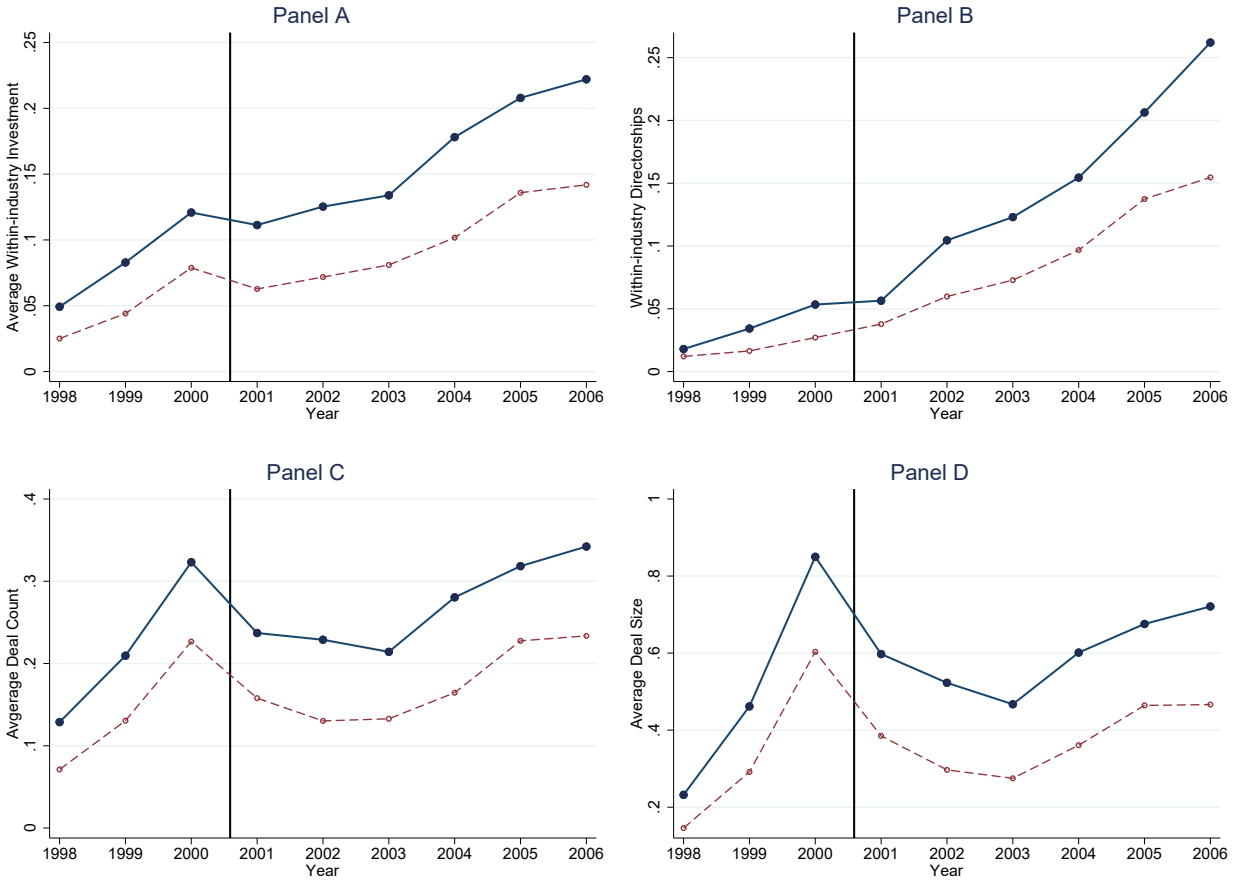 Panel A
Average Within-industry Investment
.25
.2
.15
.1
.05
0
1998 1999 2000 2001 2002 2003 2004 2005 2006
Year
Panel B
Within-industry Directorships
.25
.2
.15
.1
.05
0
1998 1999 2000 2001 2002 2003 2004 2005 2006
Year
Panel C
Avgerage Deal Count
.4
.3
.2
.1
0
1998 1999 2000 2001 2002 2003 2004 2005 2006
Year
Panel D
Average Deal Size
1
.8
.6
.4
.2
1998 1999 2000 2001 2002 2003 2004 2005 2006
Year